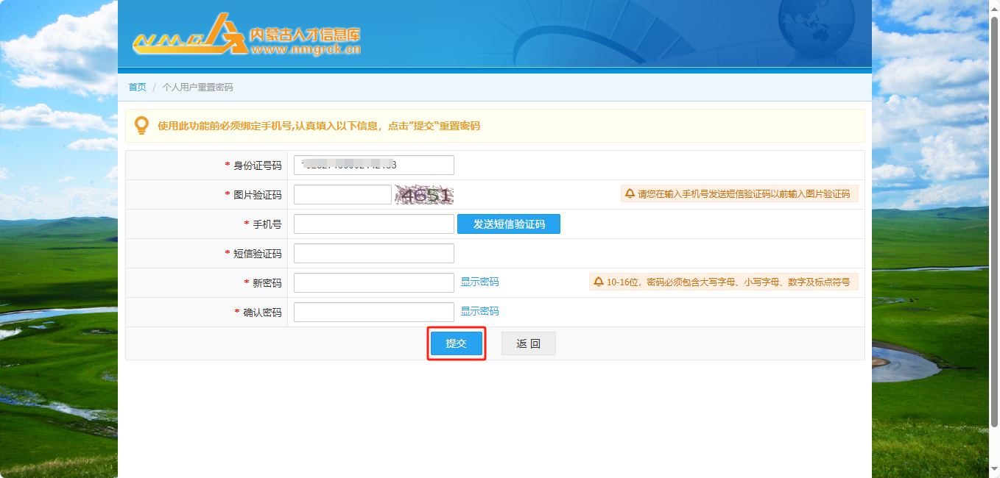 NMG 内蒙古人才信息库
www.nmgrck.cn
首页 / 个人用户重置密码
使用此功能前必须绑定手机号,认真填入以下信息，点击"提交"重置密码
* 身份证号码
* 图片验证码 4651 请您在输入手机号发送短信验证码以前输入图片验证码
* 手机号 发送短信验证码
* 短信验证码
* 新密码 显示密码 10-16位，密码必须包含大写字母、小写字母、数字及标点符号
* 确认密码 显示密码
提交 返 回